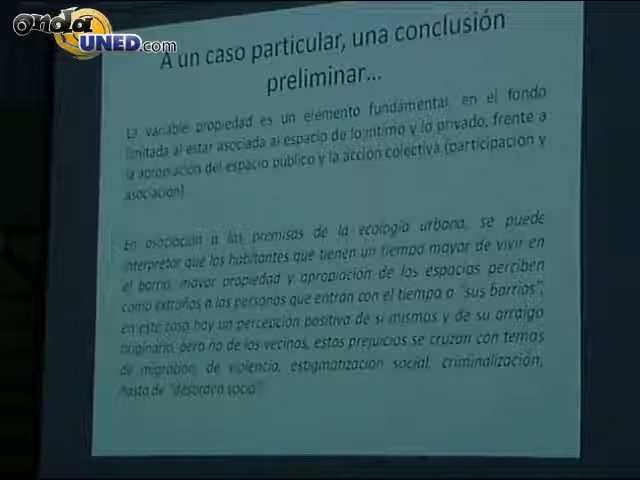 onda
UNED.com
A un caso particular, una conclusión
preliminar...
La variable propiedad es un elemento fundamental, en el fondo
limitada al estar asociada al espacio de lo intimo y lo privado, frente a
la apropiación del espacio público y la acción colectiva (participacion y
asociación)
En asociación a las premisas de la ecología urbana, se puede
interpretar que los habitantes que tienen un tiempo mayor de vivir en
el barrio, mayor propiedad y apropiación de los espacios perciben
como extraños a las personas que entran con el tiempo a "sus barrios",
en este caso hay un percepción positiva de si mismos y de su arraigo
originario, pero no de los vecinos, estos prejuicios se cruzan con temas
de migración, de violencia, estigmatización social, criminalización,
hasta de "desorden social"